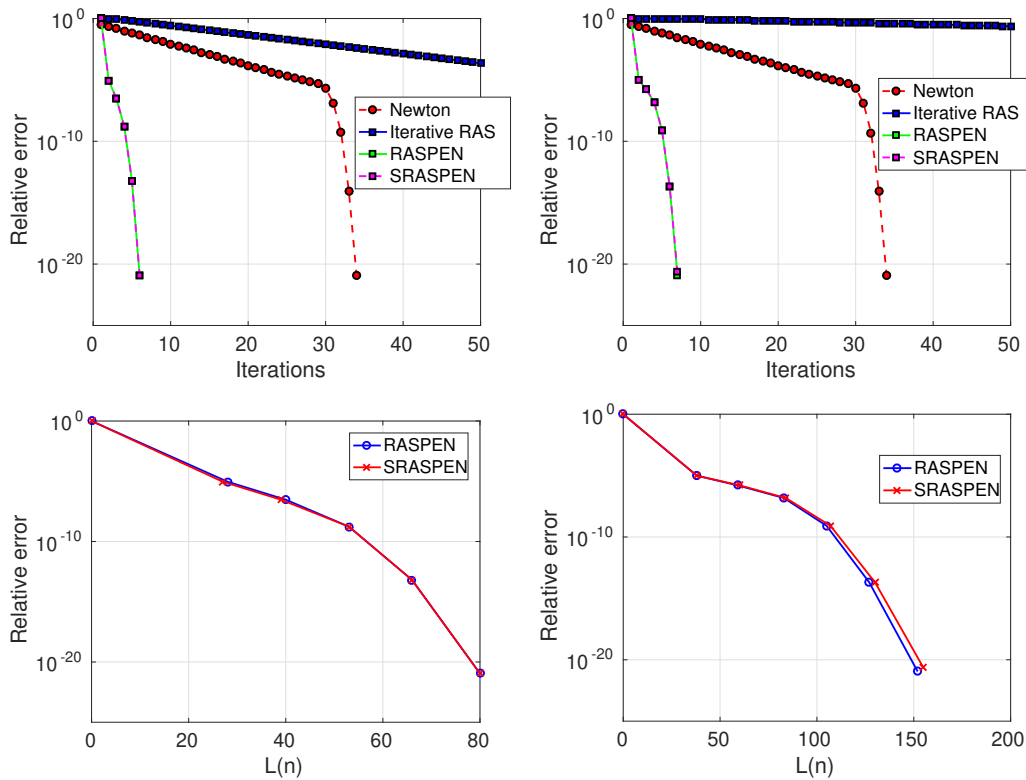 10^0
10^-10
10^-20
Relative error
0
10
20
30
40
50
Iterations
Newton
Iterative RAS
RASPEN
SRASPEN
10^0
10^-10
10^-20
Relative error
0
10
20
30
40
50
Iterations
Newton
Iterative RAS
RASPEN
SRASPEN
10^0
10^-10
10^-20
Relative error
0
20
40
60
80
L(n)
RASPEN
SRASPEN
10^0
10^-10
10^-20
Relative error
0
50
100
150
200
L(n)
RASPEN
SRASPEN